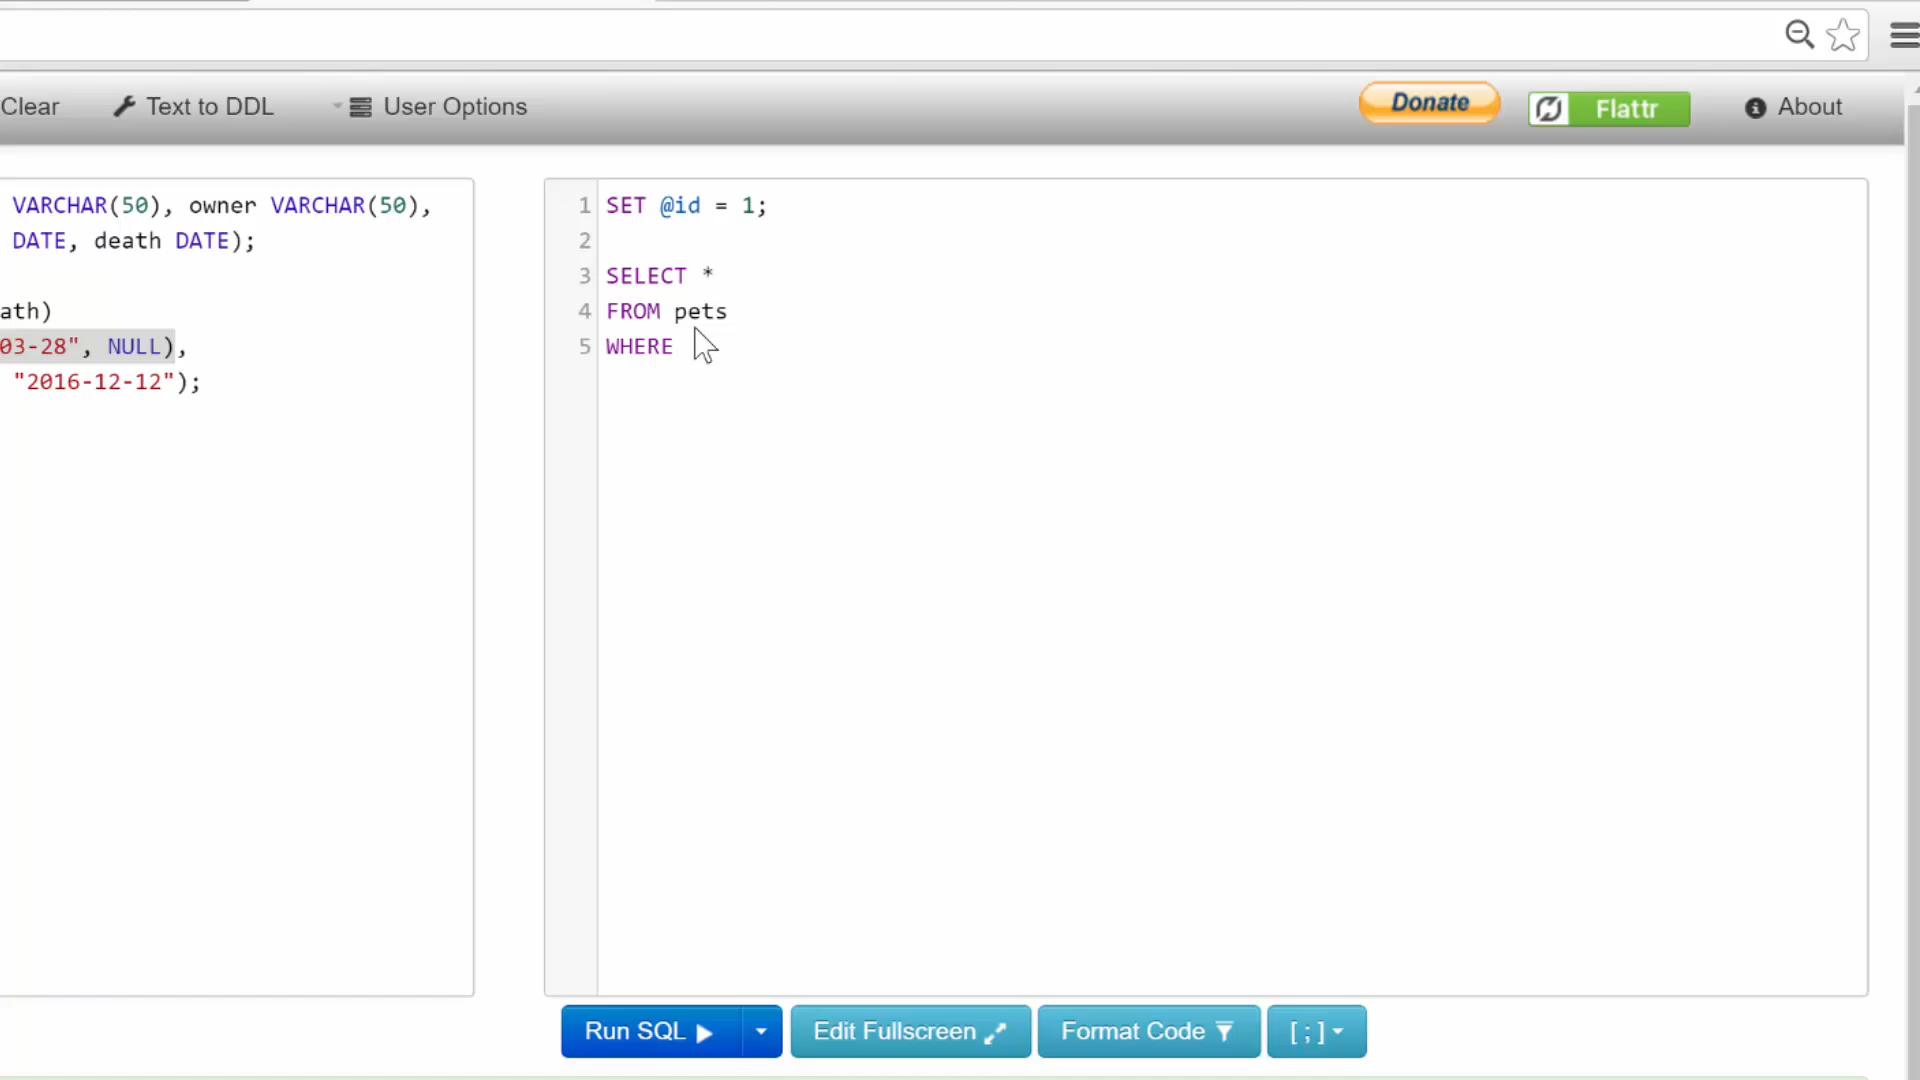 Clear Text to DDL User Options Donate Flattr About
VARCHAR(50), owner VARCHAR(50),
DATE, death DATE);
ath)
03-28", NULL),
"2016-12-12");
1 SET @id = 1;
2
3 SELECT *
4 FROM pets
5 WHERE
Run SQL Edit Fullscreen Format Code [ ; ]